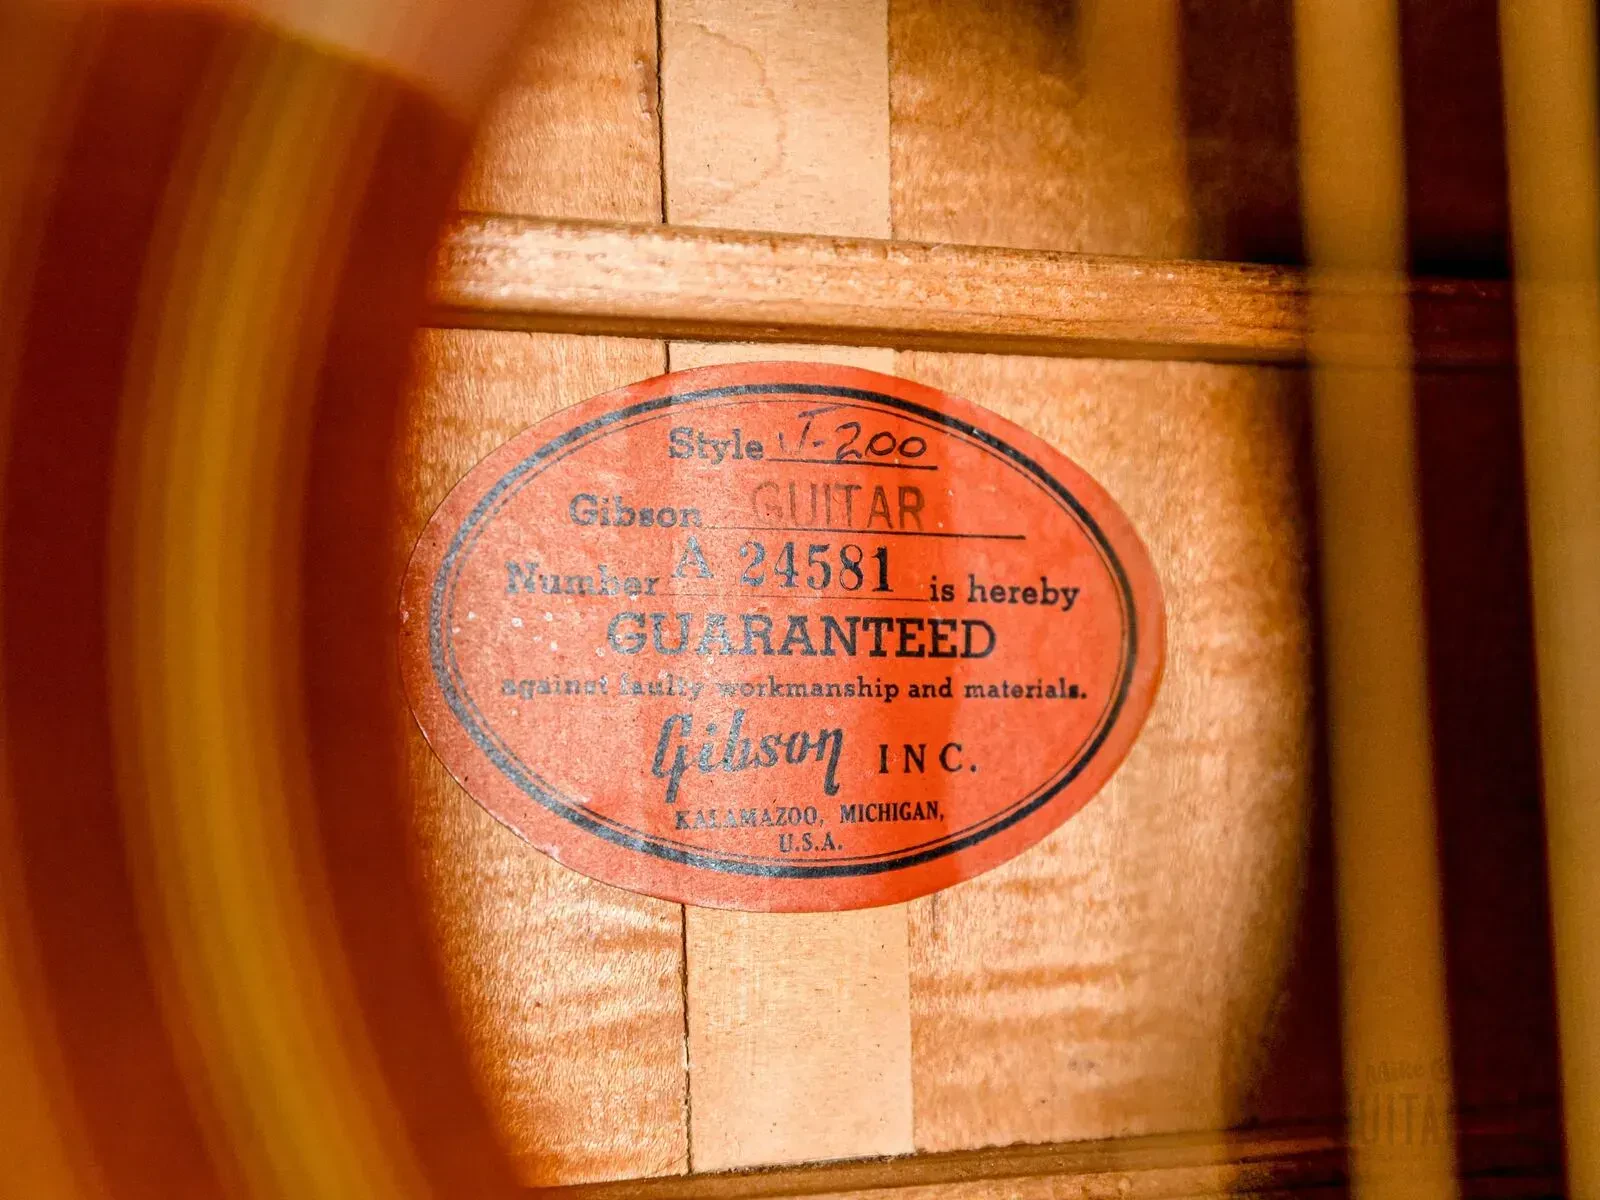 Style J-200
Gibson GUITAR
Number A 24581 is hereby
GUARANTEED
against faulty workmanship and materials.
Gibson INC.
KALAMAZOO, MICHIGAN,
U.S.A.